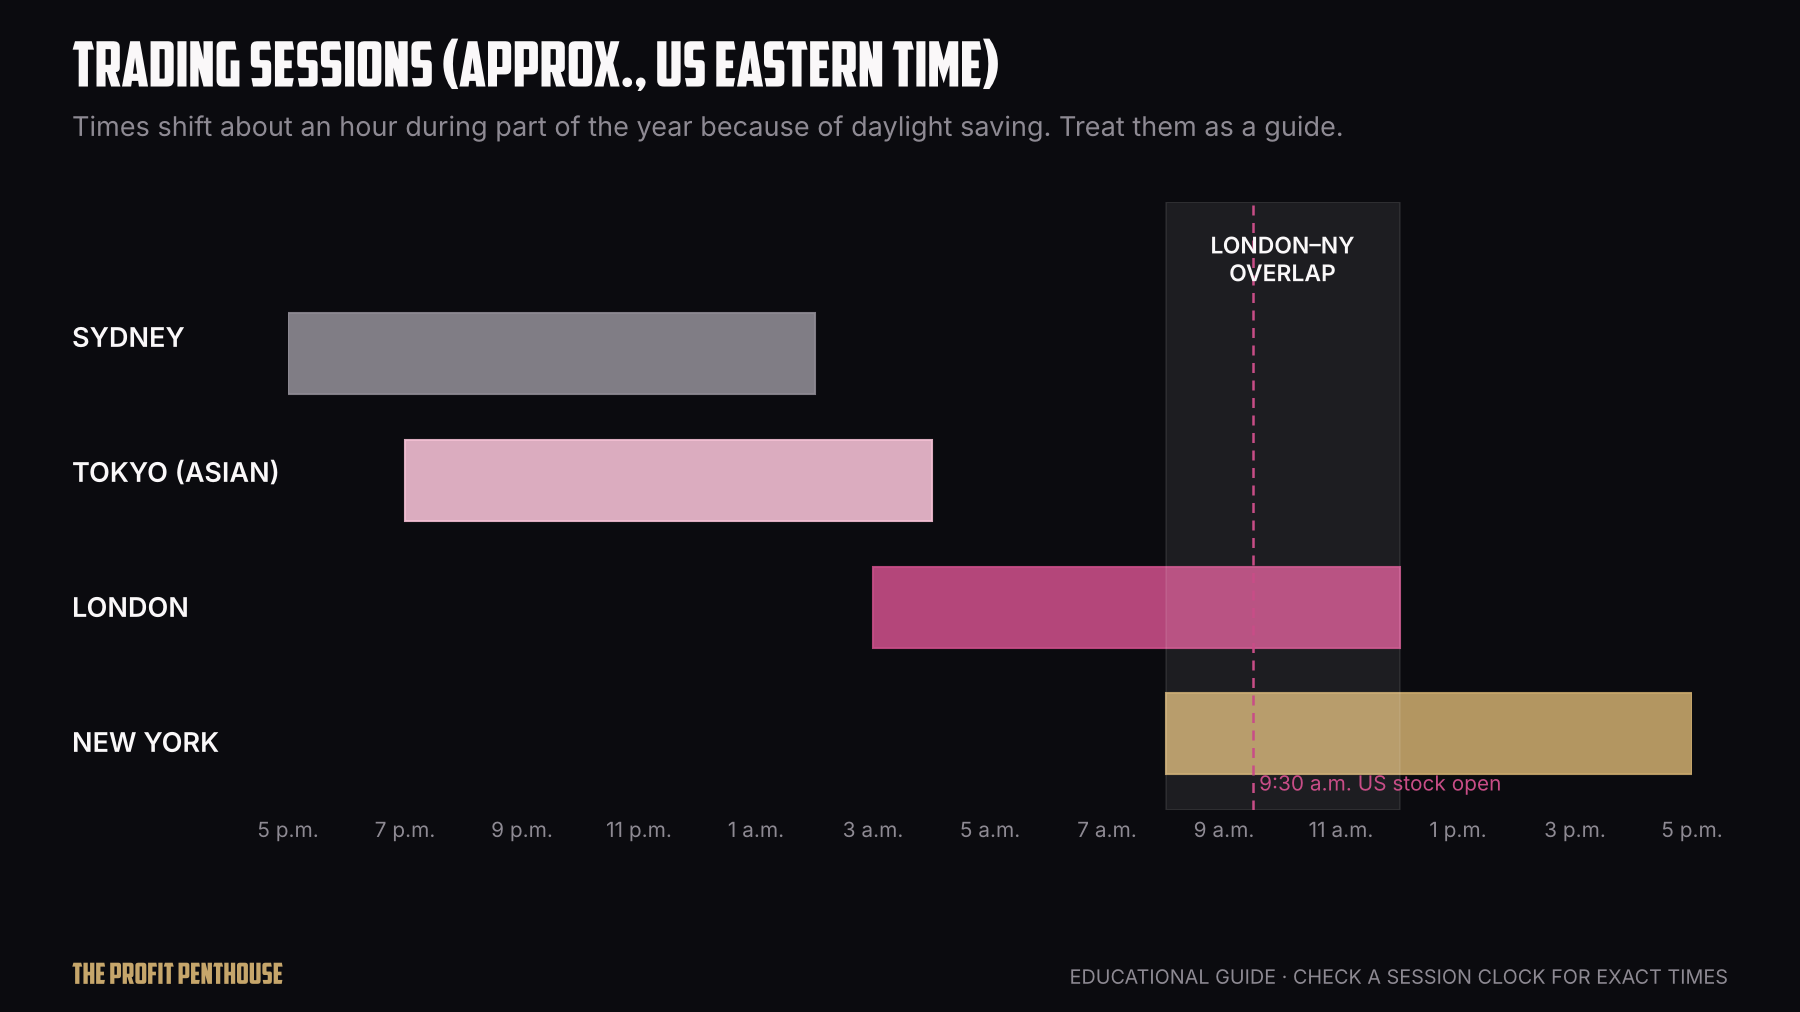 TRADING SESSIONS (APPROX., US EASTERN TIME)
Times shift about an hour during part of the year because of daylight saving. Treat them as a guide.
LONDON–NY
OVERLAP
SYDNEY
TOKYO (ASIAN)
LONDON
NEW YORK
9:30 a.m. US stock open
5 p.m. 7 p.m. 9 p.m. 11 p.m. 1 a.m. 3 a.m. 5 a.m. 7 a.m. 9 a.m. 11 a.m. 1 p.m. 3 p.m. 5 p.m.
THE PROFIT PENTHOUSE
EDUCATIONAL GUIDE · CHECK A SESSION CLOCK FOR EXACT TIMES